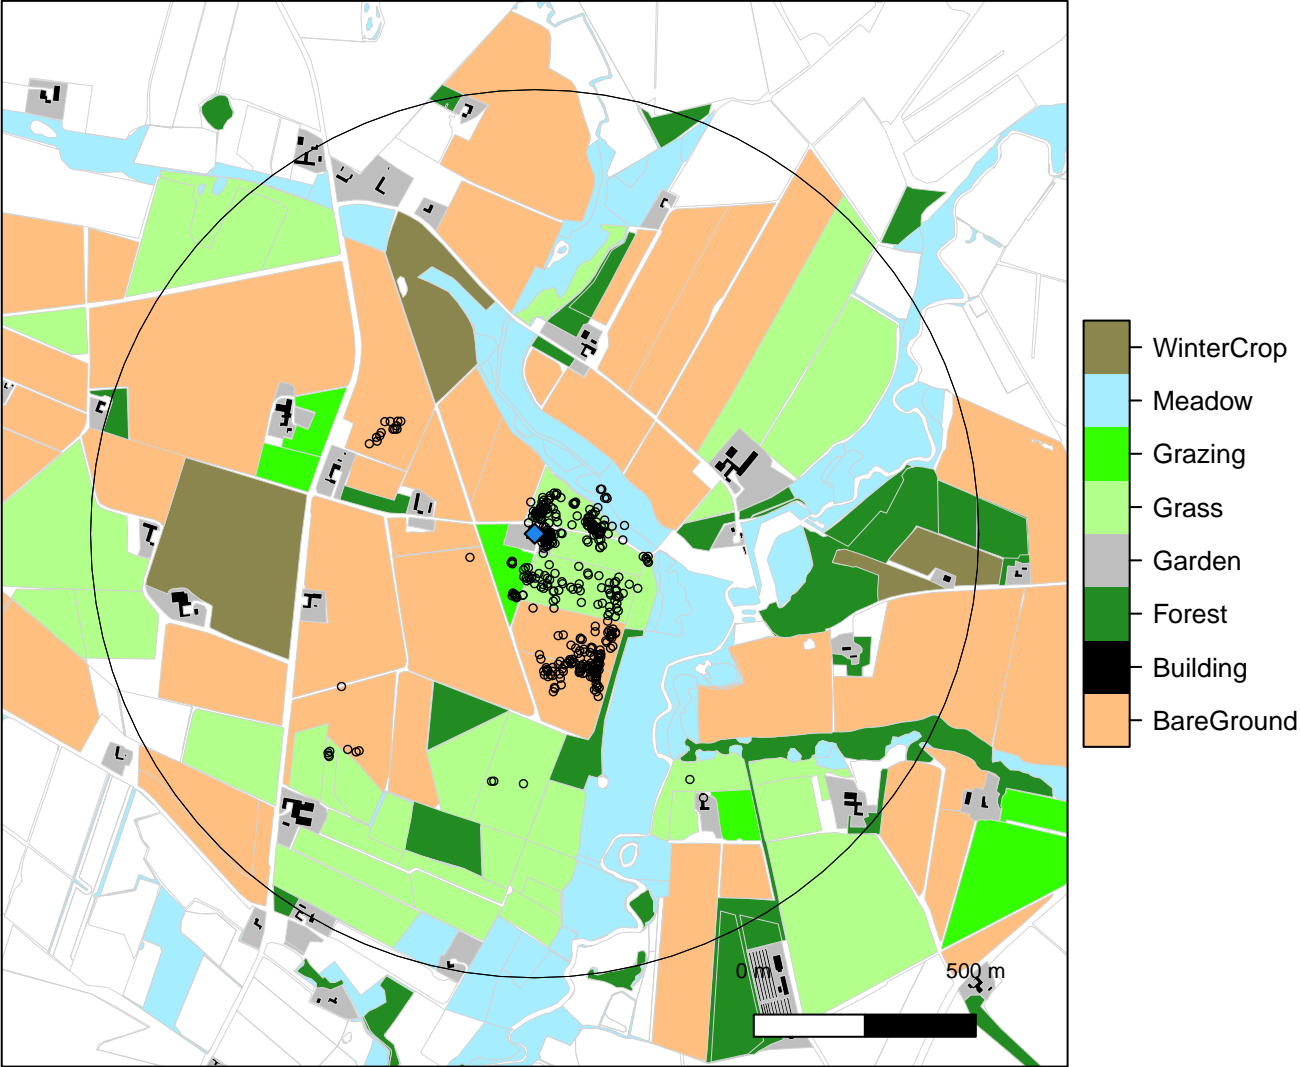 WinterCrop
Meadow
Grazing
Grass
Garden
Forest
Building
BareGround
0 m 500 m